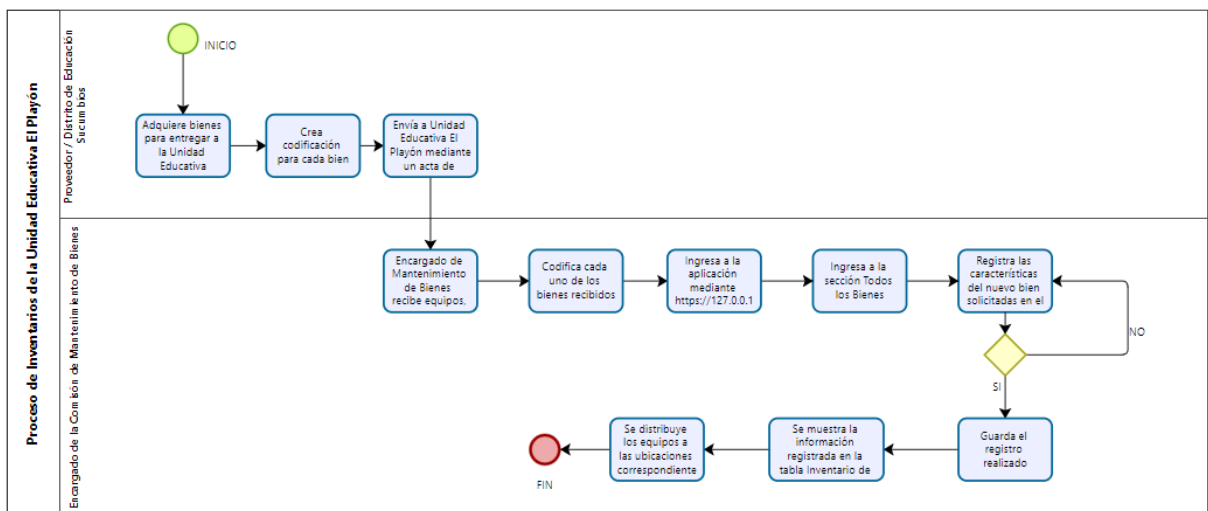 Proceso de Inventarios de la Unidad Educativa El Playón
Proveedor / Distrito de Educación
Sucumbios
INICIO
Adquiere bienes
para entregar a
la Unidad
Educativa
Crea
codificación
para cada bien
Envía a Unidad
Educativa El
Playón mediante
un acta de
Encargado de la Comisión de Mantenimiento de Bienes
Encargado de
Mantenimiento
de Bienes
recibe equipos,
Codifica cada
uno de los
bienes recibidos
Ingresa a la
aplicación
mediante
https://127.0.0.1
Ingresa a la
sección Todos
los Bienes
Registra las
características
del nuevo bien
solicitadas en el
NO
SI
Guarda el
registro
realizado
Se muestra la
información
registrada en la
tabla Inventario de
Se distribuye
los equipos a
las ubicaciones
correspondiente
FIN